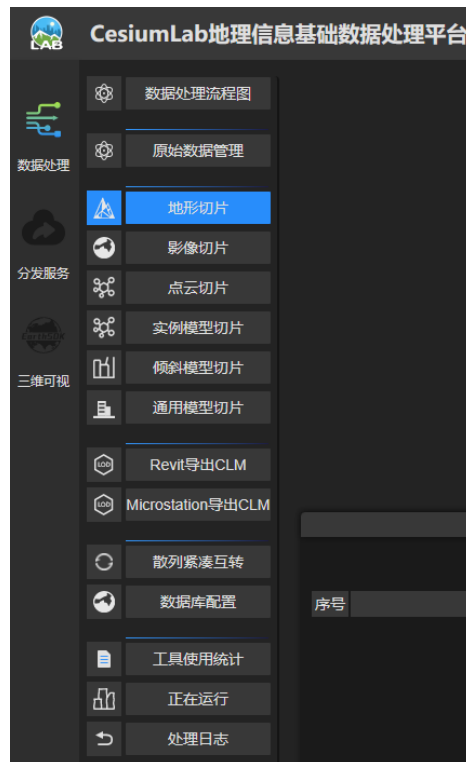 LAB
CesiumLab地理信息基础数据处理平台
数据处理
分发服务
三维可视
数据处理流程图
原始数据管理
地形切片
影像切片
点云切片
实例模型切片
倾斜模型切片
通用模型切片
LOD
Revit导出CLM
LOD
Microstation导出CLM
散列紧凑互转
数据库配置
工具使用统计
正在运行
处理日志
序号